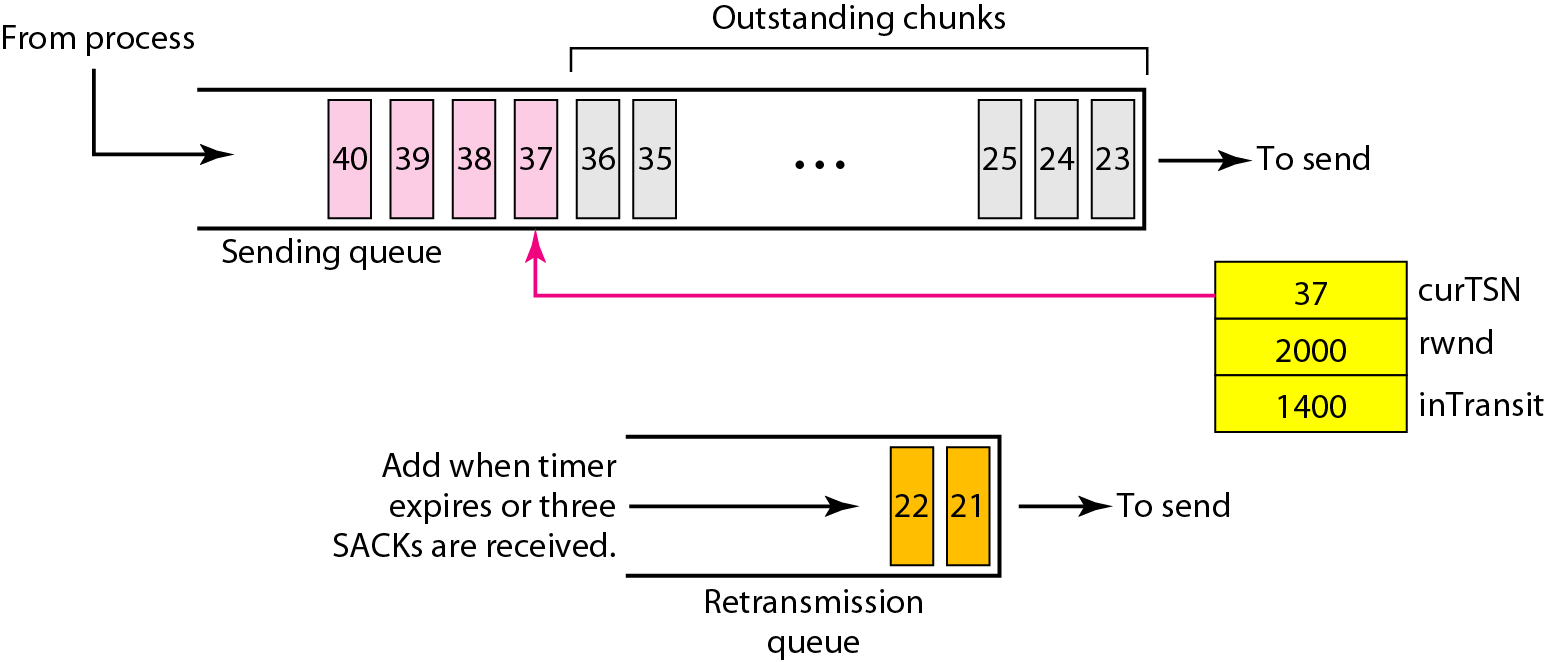 Outstanding chunks
From process
40 39 38 37 36 35 ... 25 24 23
To send
Sending queue
37 curTSN
2000 rwnd
1400 inTransit
Add when timer
expires or three
SACKs are received.
22 21
To send
Retransmission
queue